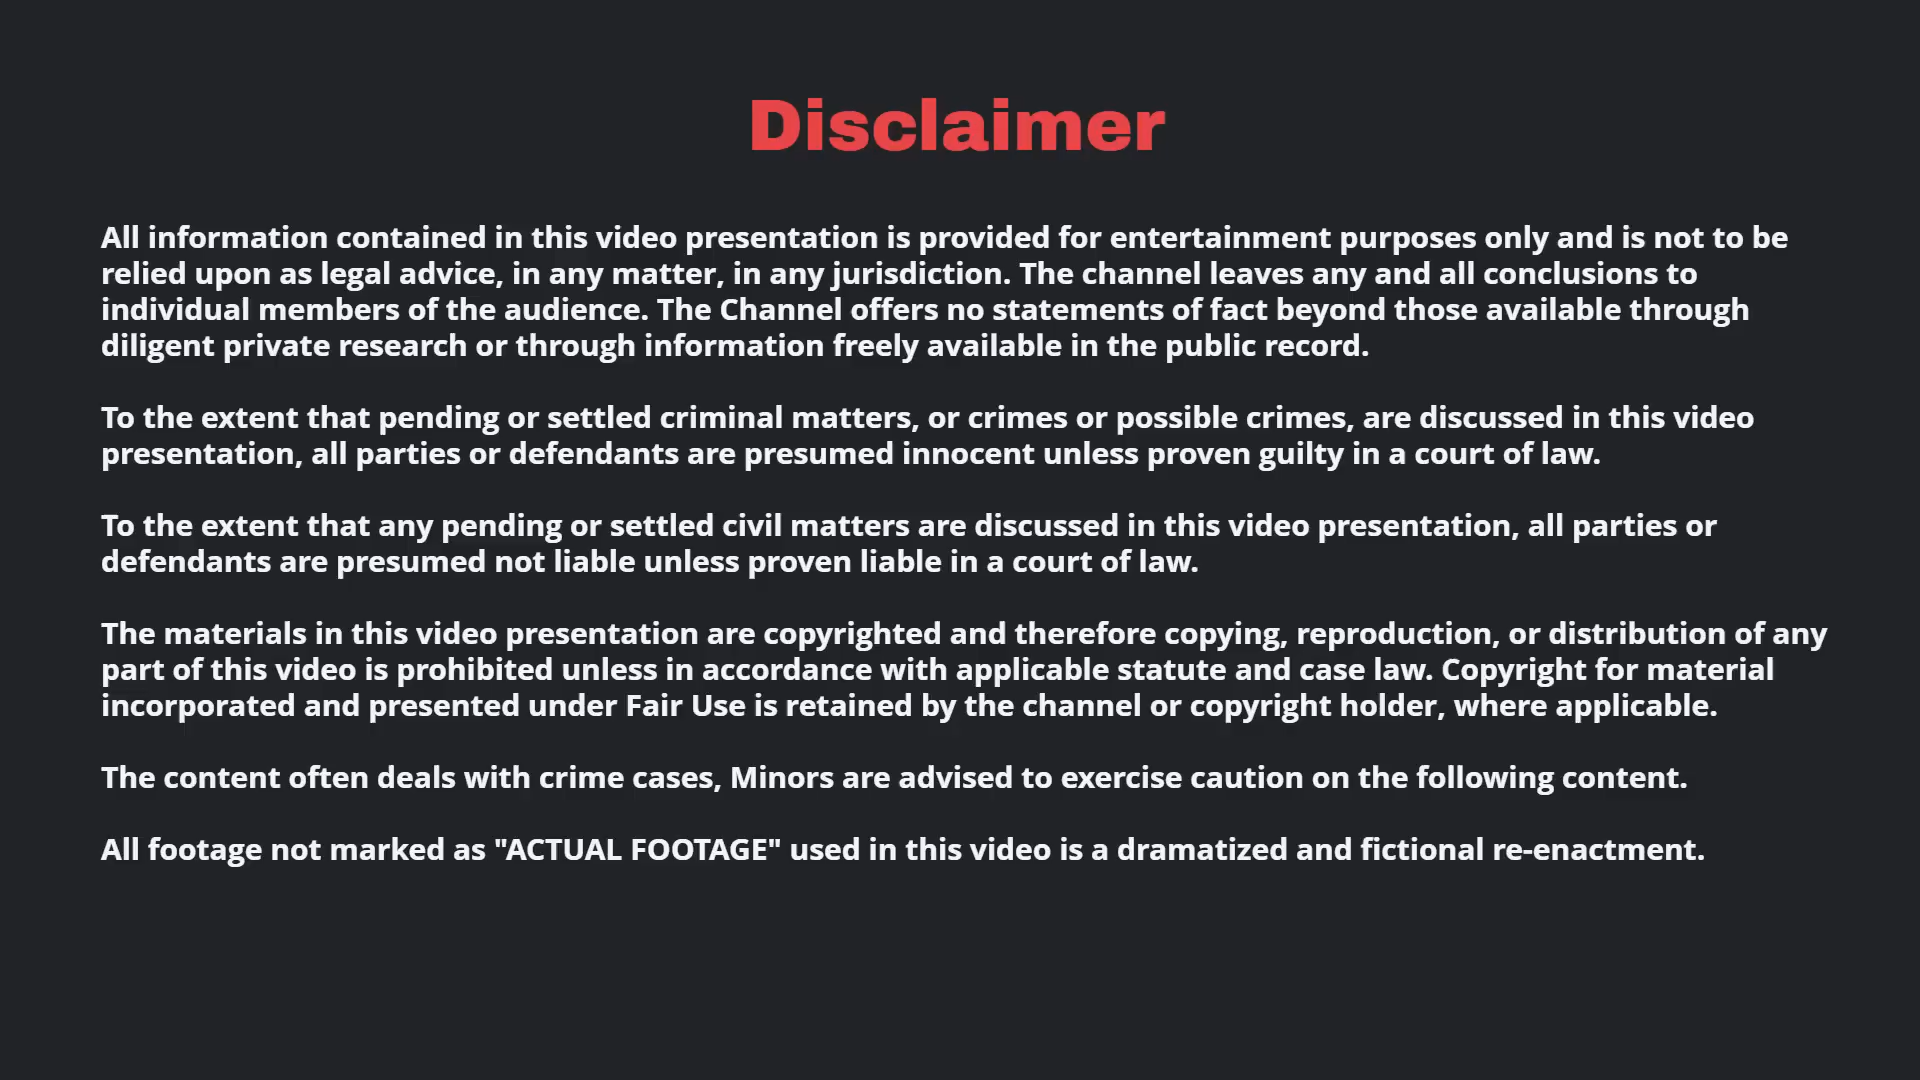 Disclaimer
All information contained in this video presentation is provided for entertainment purposes only and is not to be
relied upon as legal advice, in any matter, in any jurisdiction. The channel leaves any and all conclusions to
individual members of the audience. The Channel offers no statements of fact beyond those available through
diligent private research or through information freely available in the public record.
To the extent that pending or settled criminal matters, or crimes or possible crimes, are discussed in this video
presentation, all parties or defendants are presumed innocent unless proven guilty in a court of law.
To the extent that any pending or settled civil matters are discussed in this video presentation, all parties or
defendants are presumed not liable unless proven liable in a court of law.
The materials in this video presentation are copyrighted and therefore copying, reproduction, or distribution of any
part of this video is prohibited unless in accordance with applicable statute and case law. Copyright for material
incorporated and presented under Fair Use is retained by the channel or copyright holder, where applicable.
The content often deals with crime cases, Minors are advised to exercise caution on the following content.
All footage not marked as "ACTUAL FOOTAGE" used in this video is a dramatized and fictional re-enactment.